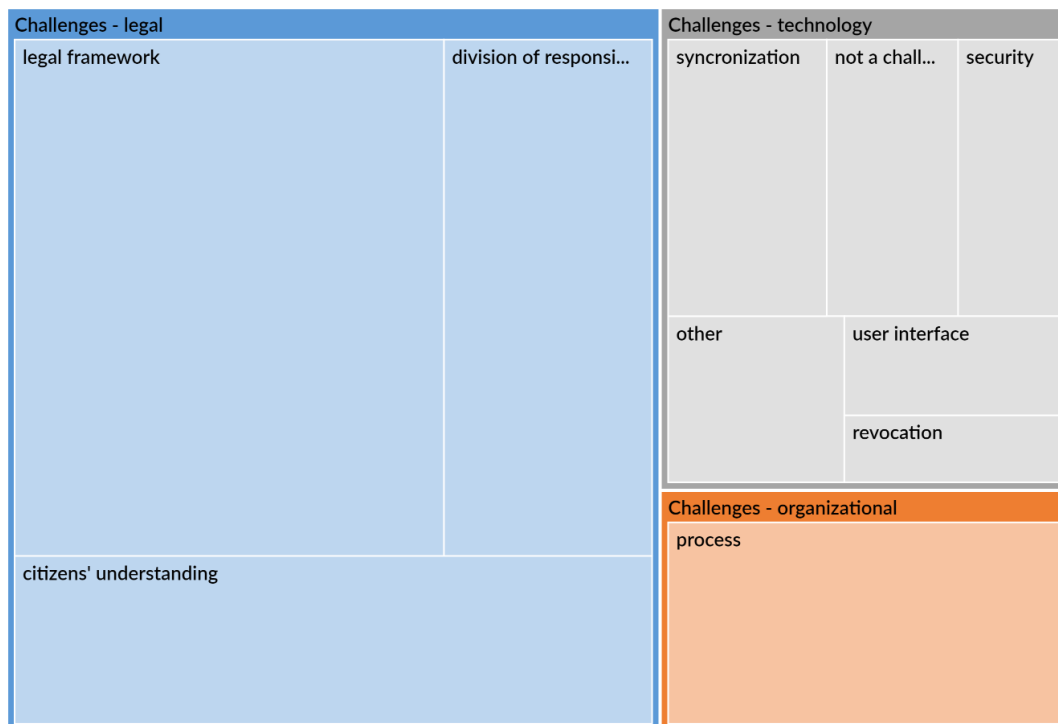 Challenges - legal
legal framework
division of responsi...
citizens' understanding
Challenges - technology
syncronization
not a chall...
security
other
user interface
revocation
Challenges - organizational
process